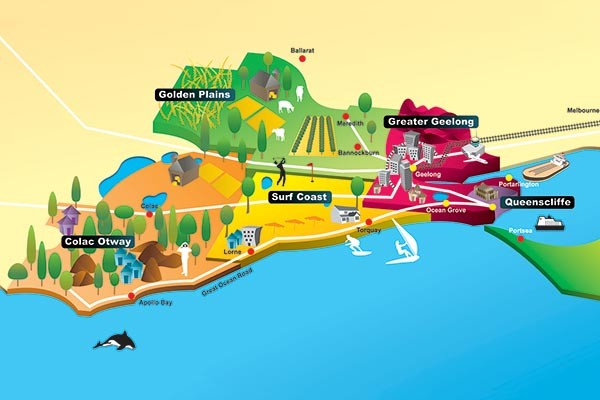 Ballarat
Golden Plains
Melbourne
Meredith
Greater Geelong
Bannockburn
Geelong
Portarlington
Surf Coast
Queenscliffe
Colac
Ocean Grove
Colac Otway
Torquay
Portsea
Lorne
Great Ocean Road
Apollo Bay